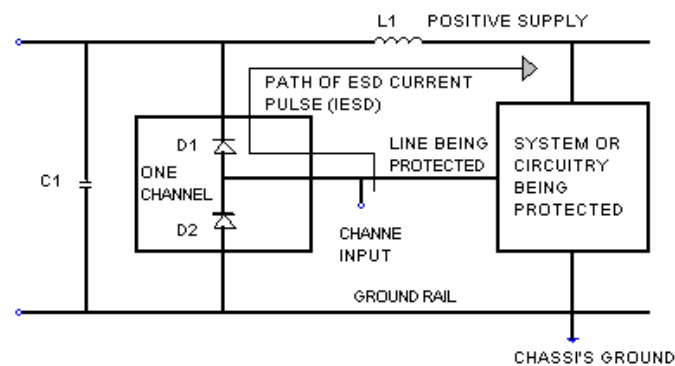 L1 POSITIVE SUPPLY
PATH OF ESD CURRENT
PULSE (IESD)
D1
ONE
CHANNEL
D2
C1
LINE BEING
PROTECTED
SYSTEM OR
CIRCUITRY
BEING
PROTECTED
CHANNE
INPUT
GROUND RAIL
CHASSI'S GROUND